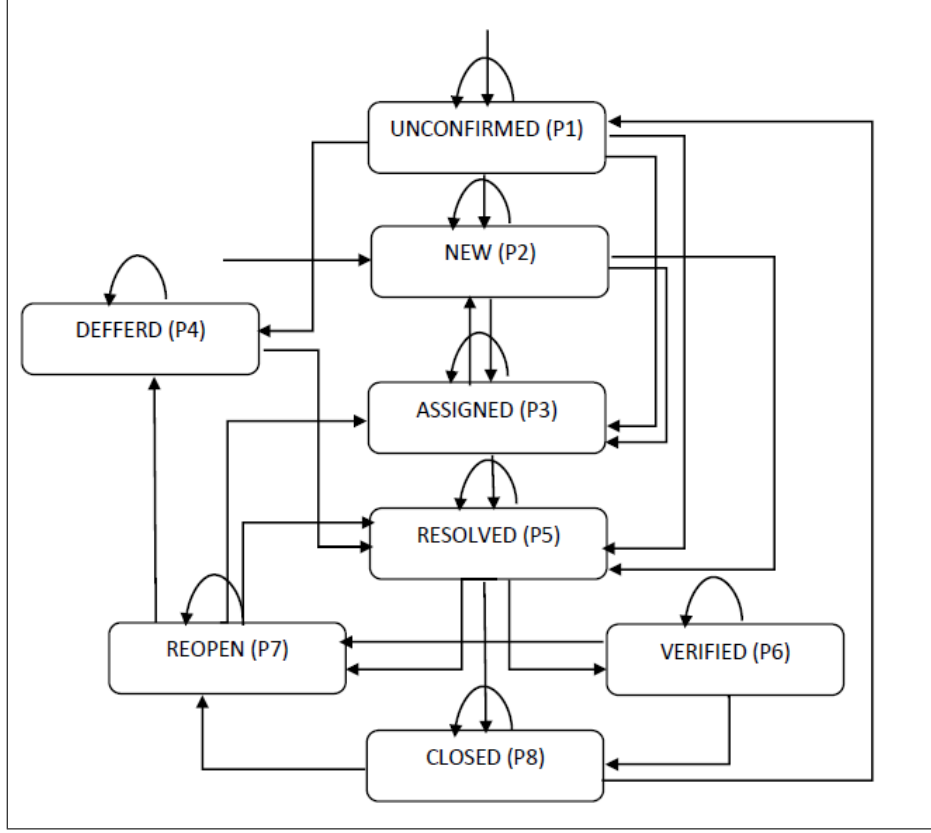 UNCONFIRMED (P1)
NEW (P2)
DEFFERD (P4)
ASSIGNED (P3)
RESOLVED (P5)
REOPEN (P7)
VERIFIED (P6)
CLOSED (P8)